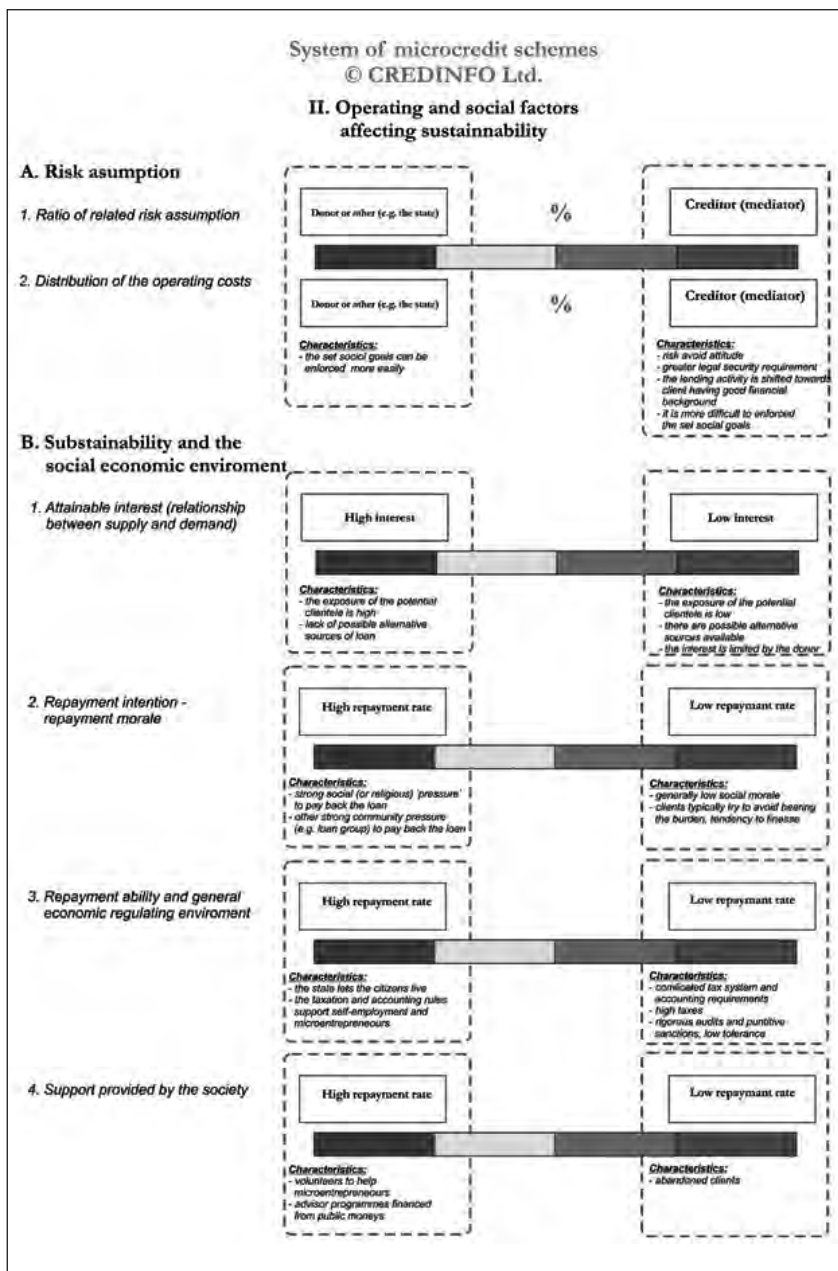 System of microcredit schemes
© CREDINFO Ltd.
II. Operating and social factors
affecting sustainnability
A. Risk asumption
1. Ratio of related risk assumption
Donor or other (e.g. the state)
%
Creditor (mediator)
2. Distribution of the operating costs
Donor or other (e.g. the state)
%
Creditor (mediator)
Characteristics:
- the set social goals can be
enforced more easily
Characteristics:
- risk avoid attitude
- greater legal security requirement
- the lending activity is shifted towards
client having good financial
background
- it is more difficult to enforced
the set social goals
B. Substainability and the
social economic enviroment
1. Attainable interest (relationship
between supply and demand)
High interest
Low interest
Characteristics:
- the exposure of the potential
clientele is high
- lack of possible alternative
sources of loan
Characteristics:
- the exposure of the potential
clientele is low
- there are possible alternative
sources available
- the interest is limited by the donor
2. Repayment intention -
repayment morale
High repayment rate
Low repaymant rate
Characteristics:
- strong social (or religious) 'pressure'
to pay back the loan
- other strong community pressure
(e.g. loan group) to pay back the loan
Characteristics:
- generally low social morale
- clients typically try to avoid bearing
the burden, tendency to finesse
3. Repayment ability and general
economic regulating enviroment
High repayment rate
Low repaymant rate
Characteristics:
- the state lets the citizens live
- the taxation and accounting rules
support self-employment and
microentrepreneours
Characteristics:
- comlicated tax system and
accounting requirements
- high taxes
- rigorous audits and puntitive
sanctions, low tolerance
4. Support provided by the society
High repayment rate
Low repaymant rate
Characteristics:
- volunteers to help
microentrepreneours
- advisor programmes financed
from public moneys
Characteristics:
- abandoned clients